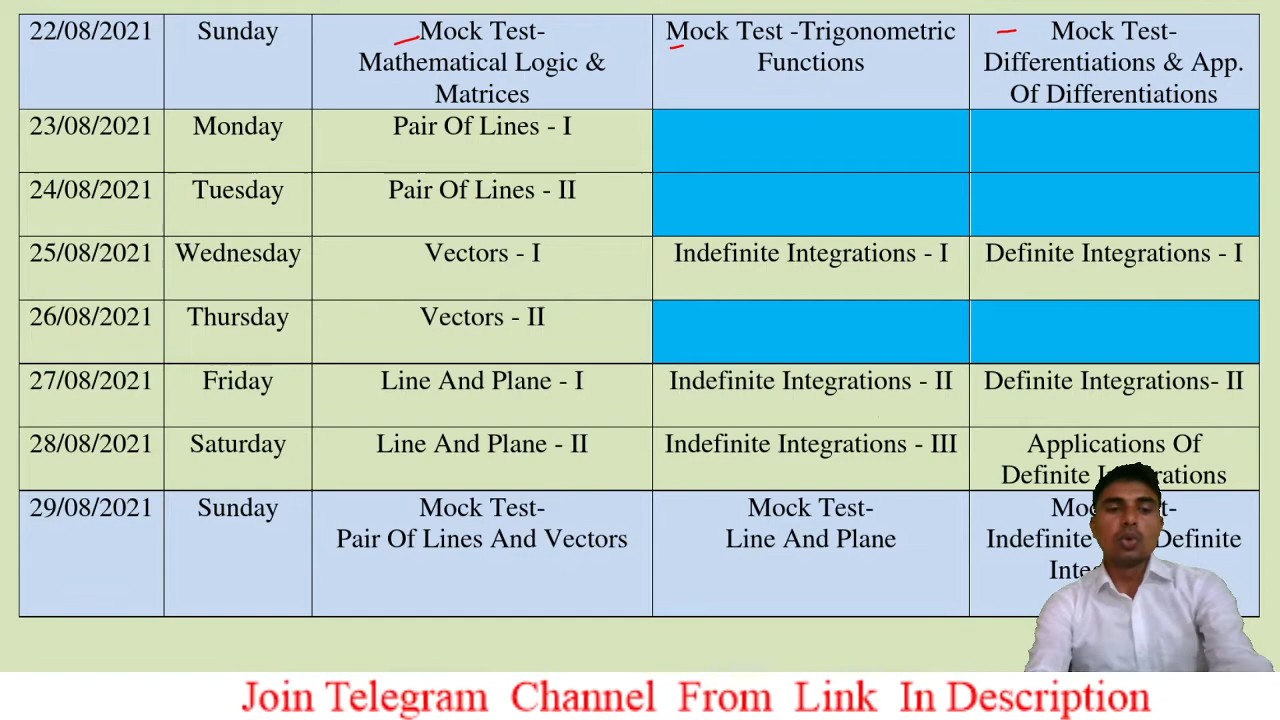 22/08/2021 Sunday Mock Test- Mock Test -Trigonometric Mock Test-
Mathematical Logic & Functions Differentiations & App.
Matrices Of Differentiations
23/08/2021 Monday Pair Of Lines - I
24/08/2021 Tuesday Pair Of Lines - II
25/08/2021 Wednesday Vectors - I Indefinite Integrations - I Definite Integrations - I
26/08/2021 Thursday Vectors - II
27/08/2021 Friday Line And Plane - I Indefinite Integrations - II Definite Integrations- II
28/08/2021 Saturday Line And Plane - II Indefinite Integrations - III Applications Of
Definite
29/08/2021 Sunday Mock Test- Mock Test-
Pair Of Lines And Vectors Line And Plane Indefinite Definite
Join Telegram Channel From Link In Description